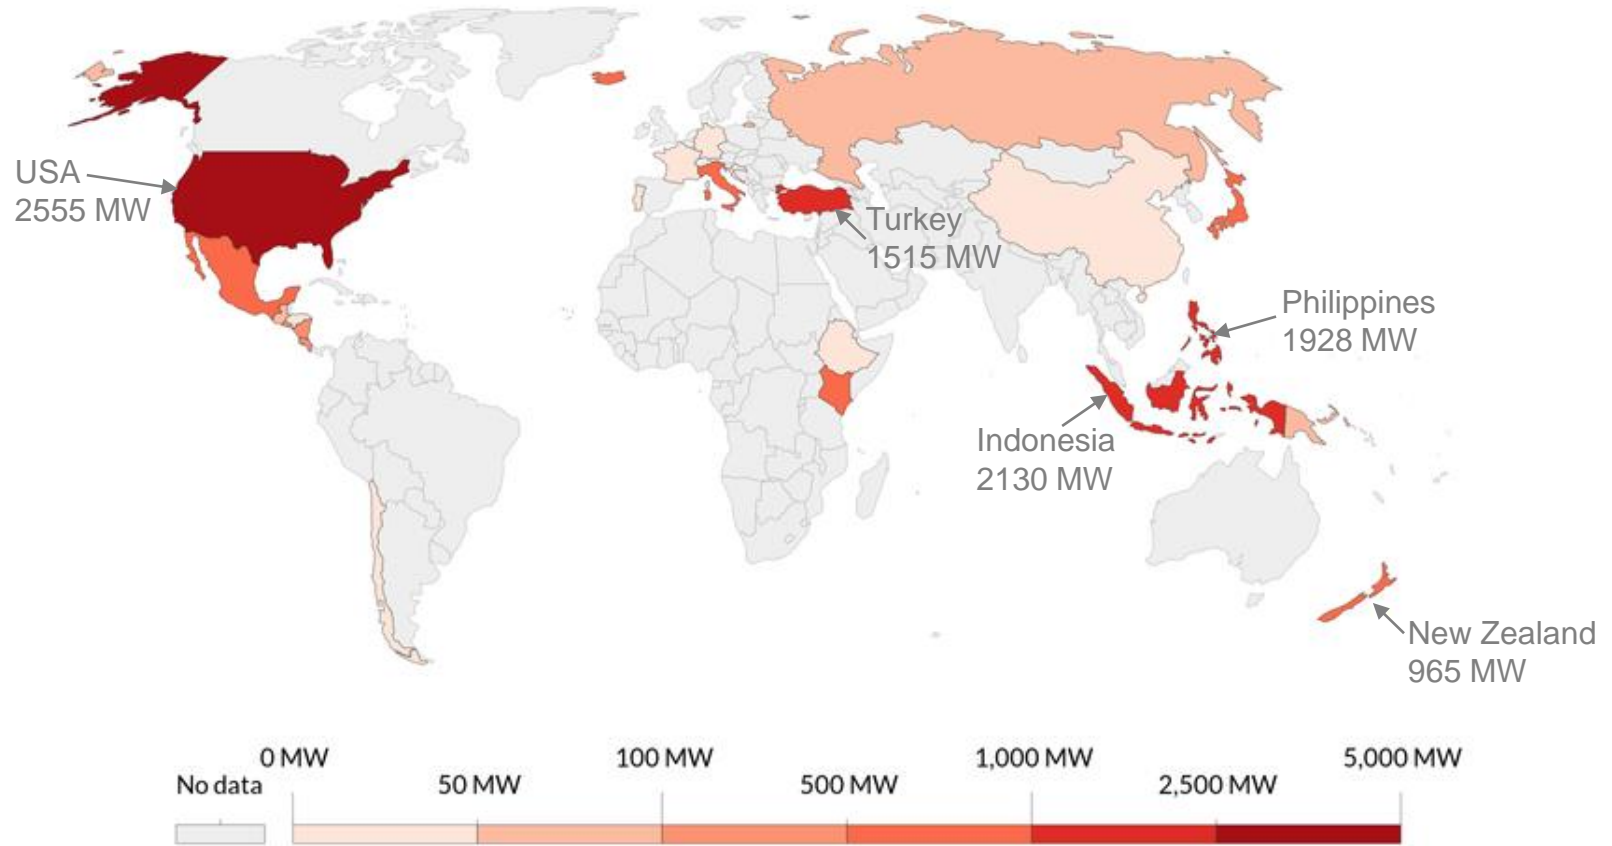 USA
2555 MW
Turkey
1515 MW
Philippines
1928 MW
Indonesia
2130 MW
New Zealand
965 MW
0 MW
100 MW
1,000 MW
5,000 MW
No data
50 MW
500 MW
2,500 MW